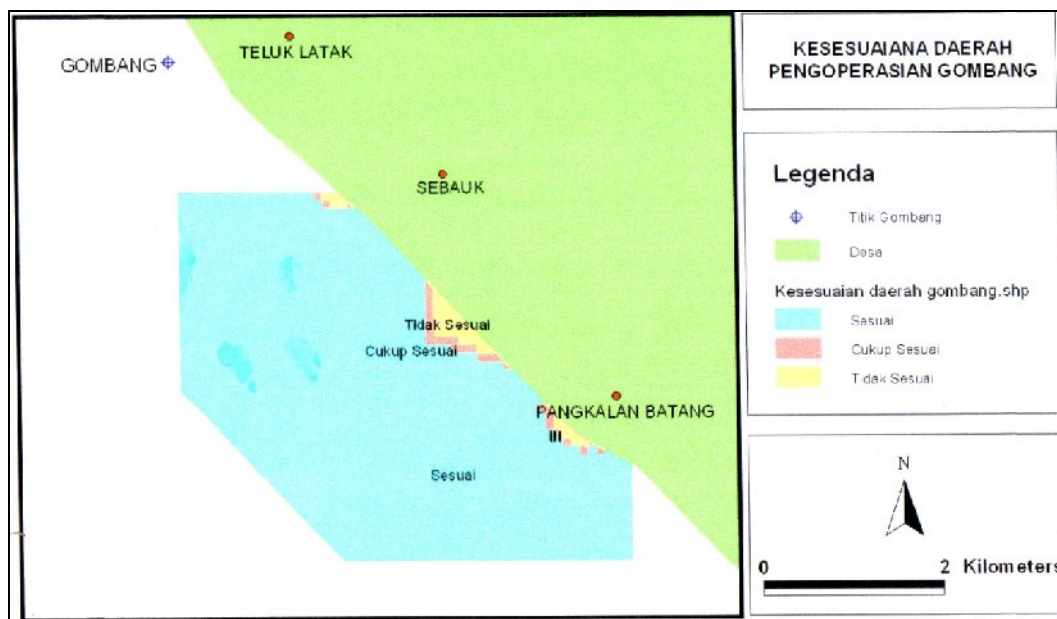 TELUK LATAK
GOMBANG
SEBAUK
Tidak Sesuai
Cukup Sesuai
PANGKALAN BATANG
III
Sesuai
KESESUAIANA DAERAH
PENGOPERASIAN GOMBANG
Legenda
Titik Gombang
Desa
Kesesuaian daerah gombang.shp
Sesuai
Cukup Sesuai
Tidak Sesuai
N
0 2 Kilometers